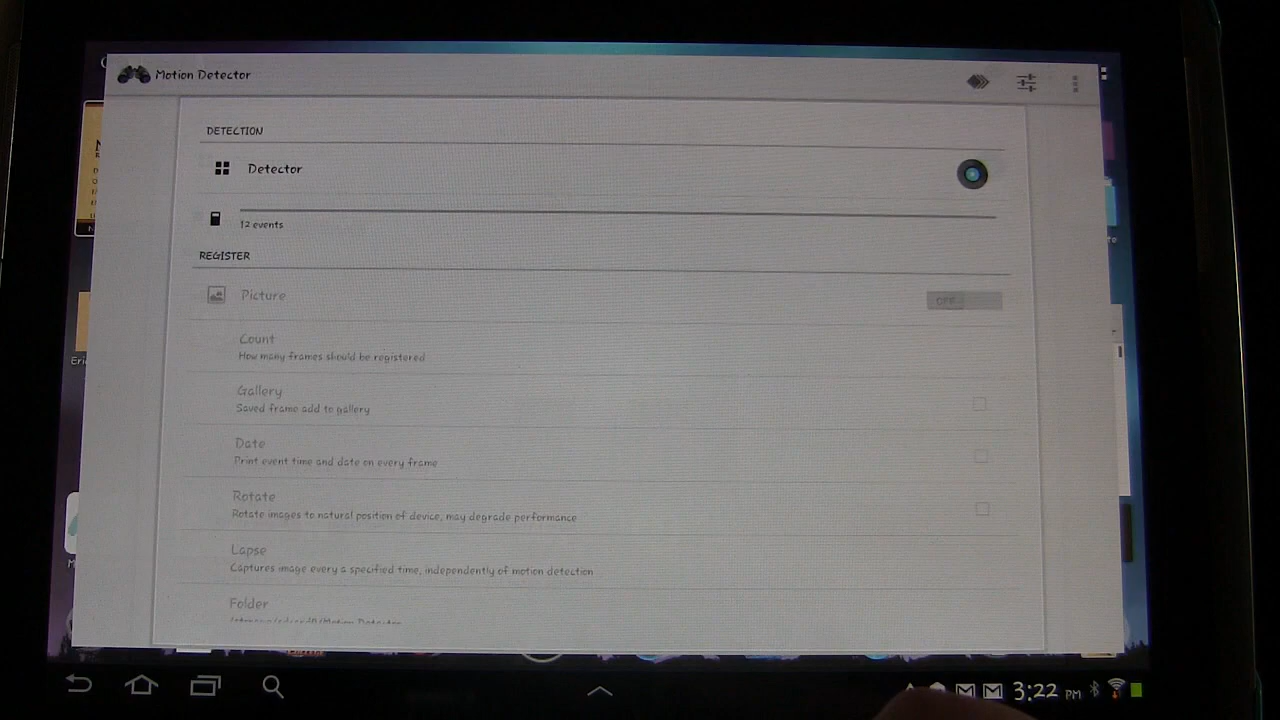 Motion Detector
DETECTION
Detector
12 events
REGISTER
Picture
OFF
Count
How many frames should be registered
Gallery
Saved frame add to gallery
Date
Print event time and date on every frame
Rotate
Rotate images to natural position of device, may degrade performance
Lapse
Captures image every a specified time, independently of motion detection
Folder
3:22 PM